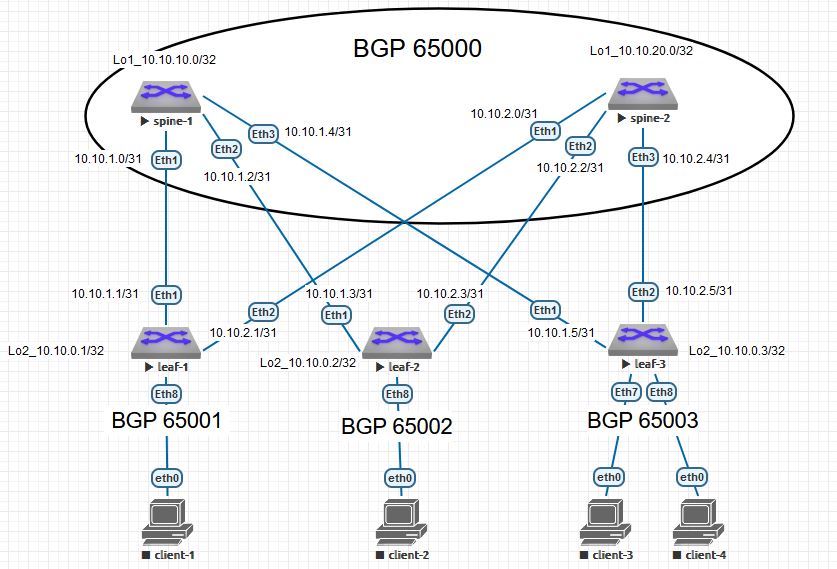 BGP 65000
Lo1_10.10.10.0/32
Lo1_10.10.20.0/32
spine-1
spine-2
10.10.2.0/31
Eth3
10.10.1.4/31
Eth1
Eth2
Eth2
10.10.1.0/31
Eth1
10.10.2.2/31
Eth3
10.10.2.4/31
10.10.1.2/31
10.10.1.1/31
Eth1
10.10.1.3/31
10.10.2.3/31
Eth2
10.10.2.5/31
Eth2
Eth1
Eth2
Eth1
10.10.2.1/31
10.10.1.5/31
Lo2_10.10.0.1/32
Lo2_10.10.0.2/32
Lo2_10.10.0.3/32
leaf-1
leaf-2
leaf-3
Eth8
Eth8
Eth7
Eth8
BGP 65001
BGP 65002
BGP 65003
eth0
eth0
eth0
eth0
client-1
client-2
client-3
client-4